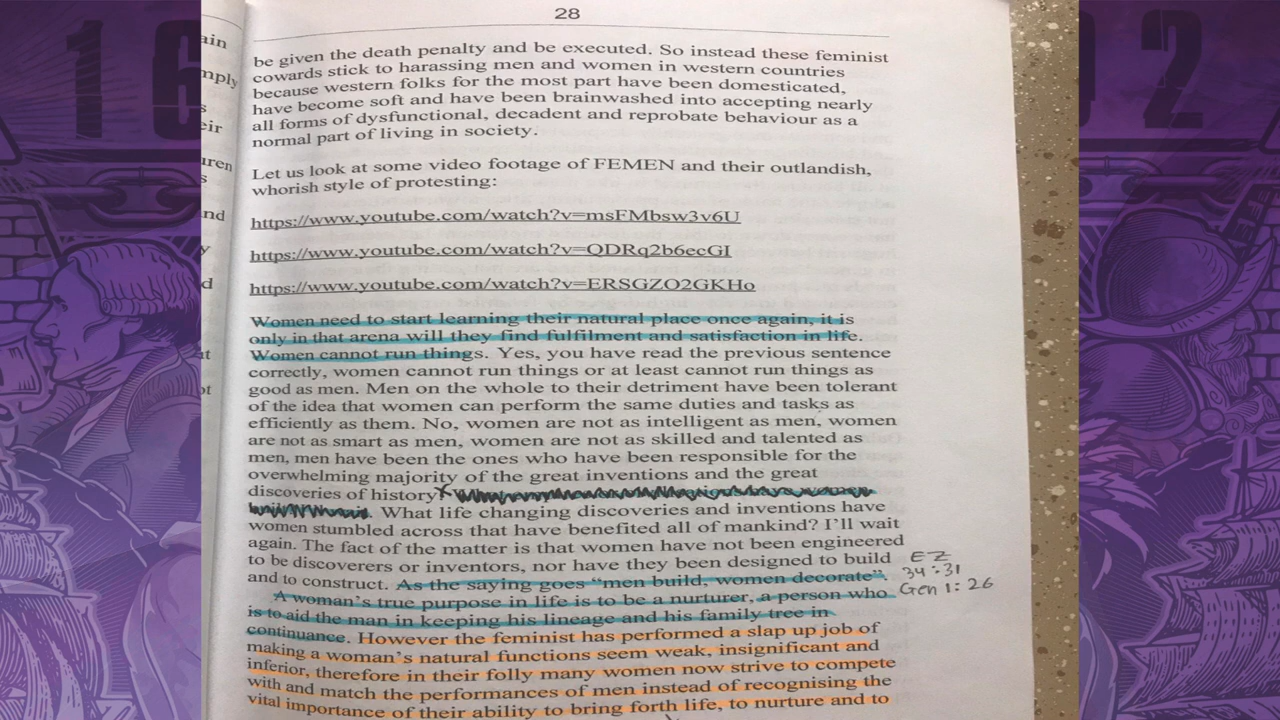 16
92
28
ain
mply
s
eir
uren
s
nd
y
d
at
ot
be given the death penalty and be executed. So instead these feminist
cowards stick to harassing men and women in western countries
because western folks for the most part have been domesticated,
have become soft and have been brainwashed into accepting nearly
all forms of dysfunctional, decadent and reprobate behaviour as a
normal part of living in society.
Let us look at some video footage of FEMEN and their outlandish,
whorish style of protesting:
https://www.youtube.com/watch?v=msFMbsw3v6U
https://www.youtube.com/watch?v=QDRq2b6ecGI
https://www.youtube.com/watch?v=ERSGZO2GKHo
Women need to start learning their natural place once again, it is
only in that arena will they find fulfilment and satisfaction in life.
Women cannot run things. Yes, you have read the previous sentence
correctly, women cannot run things or at least cannot run things as
good as men. Men on the whole to their detriment have been tolerant
of the idea that women can perform the same duties and tasks as
efficiently as them. No, women are not as intelligent as men, women
are not as smart as men, women are not as skilled and talented as
men, men have been the ones who have been responsible for the
overwhelming majority of the great inventions and the great
discoveries of history
. What life changing discoveries and inventions have
women stumbled across that have benefited all of mankind? I'll wait
again. The fact of the matter is that women have not been engineered
to be discoverers or inventors, nor have they been designed to build
and to construct. As the saying goes “men build, women decorate”.
A woman's true purpose in life is to be a nurturer, a person who
is to aid the man in keeping his lineage and his family tree in
continuance. However the feminist has performed a slap up job of
making a woman's natural functions seem weak, insignificant and
inferior, therefore in their folly many women now strive to compete
with and match the performances of men instead of recognising the
vital importance of their ability to bring forth life, to nurture and to
EZ
34:31
Gen 1:26